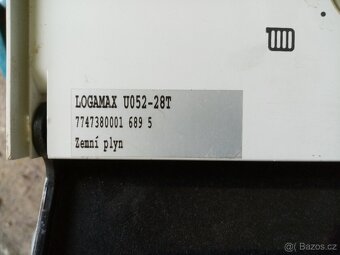 LOGAMAX U052-28T
7747380001 689 5
Zemní plyn
Bazos.cz